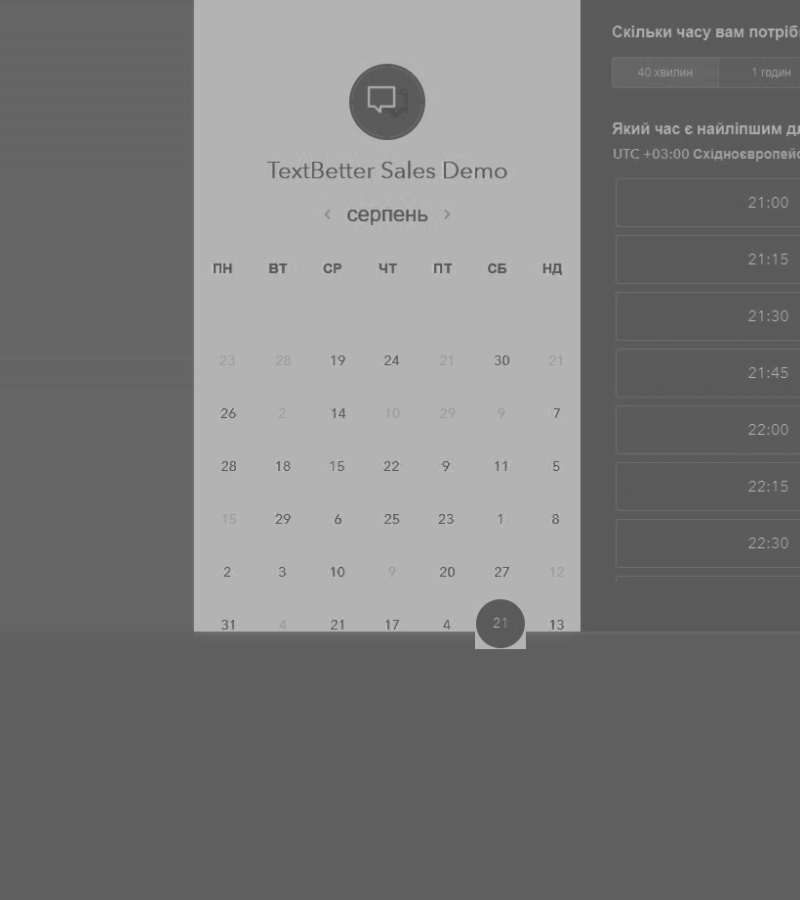 TextBetter Sales Demo
‹ серпень ›
ПН ВТ СР ЧТ ПТ СБ НД
23 28 19 24 21 30 21
26 2 14 10 29 9 7
28 18 15 22 9 11 5
15 29 6 25 23 1 8
2 3 10 9 20 27 12
31 4 21 17 4 21 13
Скільки часу вам потріб
40 хвилин 1 годин
Який час є найліпшим д
UTC +03:00 Східноєвропейс
21:00
21:15
21:30
21:45
22:00
22:15
22:30